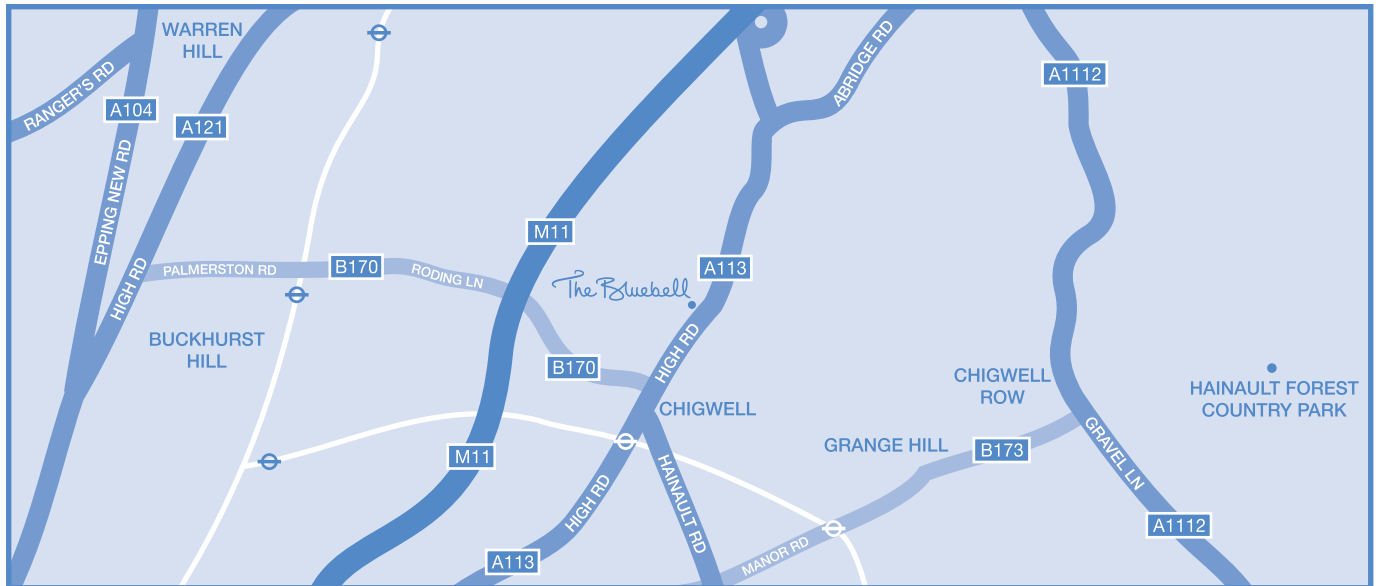 WARREN
HILL
RANGER'S RD
A104
A121
ABRIDGE RD
A1112
EPPING NEW RD
HIGH RD
PALMERSTON RD
B170
RODING LN
M11
A113
The Bluebell
BUCKHURST
HILL
HIGH RD
B170
CHIGWELL
CHIGWELL
ROW
HAINAULT FOREST
COUNTRY PARK
GRANGE HILL
B173
GRAVEL LN
M11
HIGH RD
HAINAULT RD
A1112
MANOR RD
A113